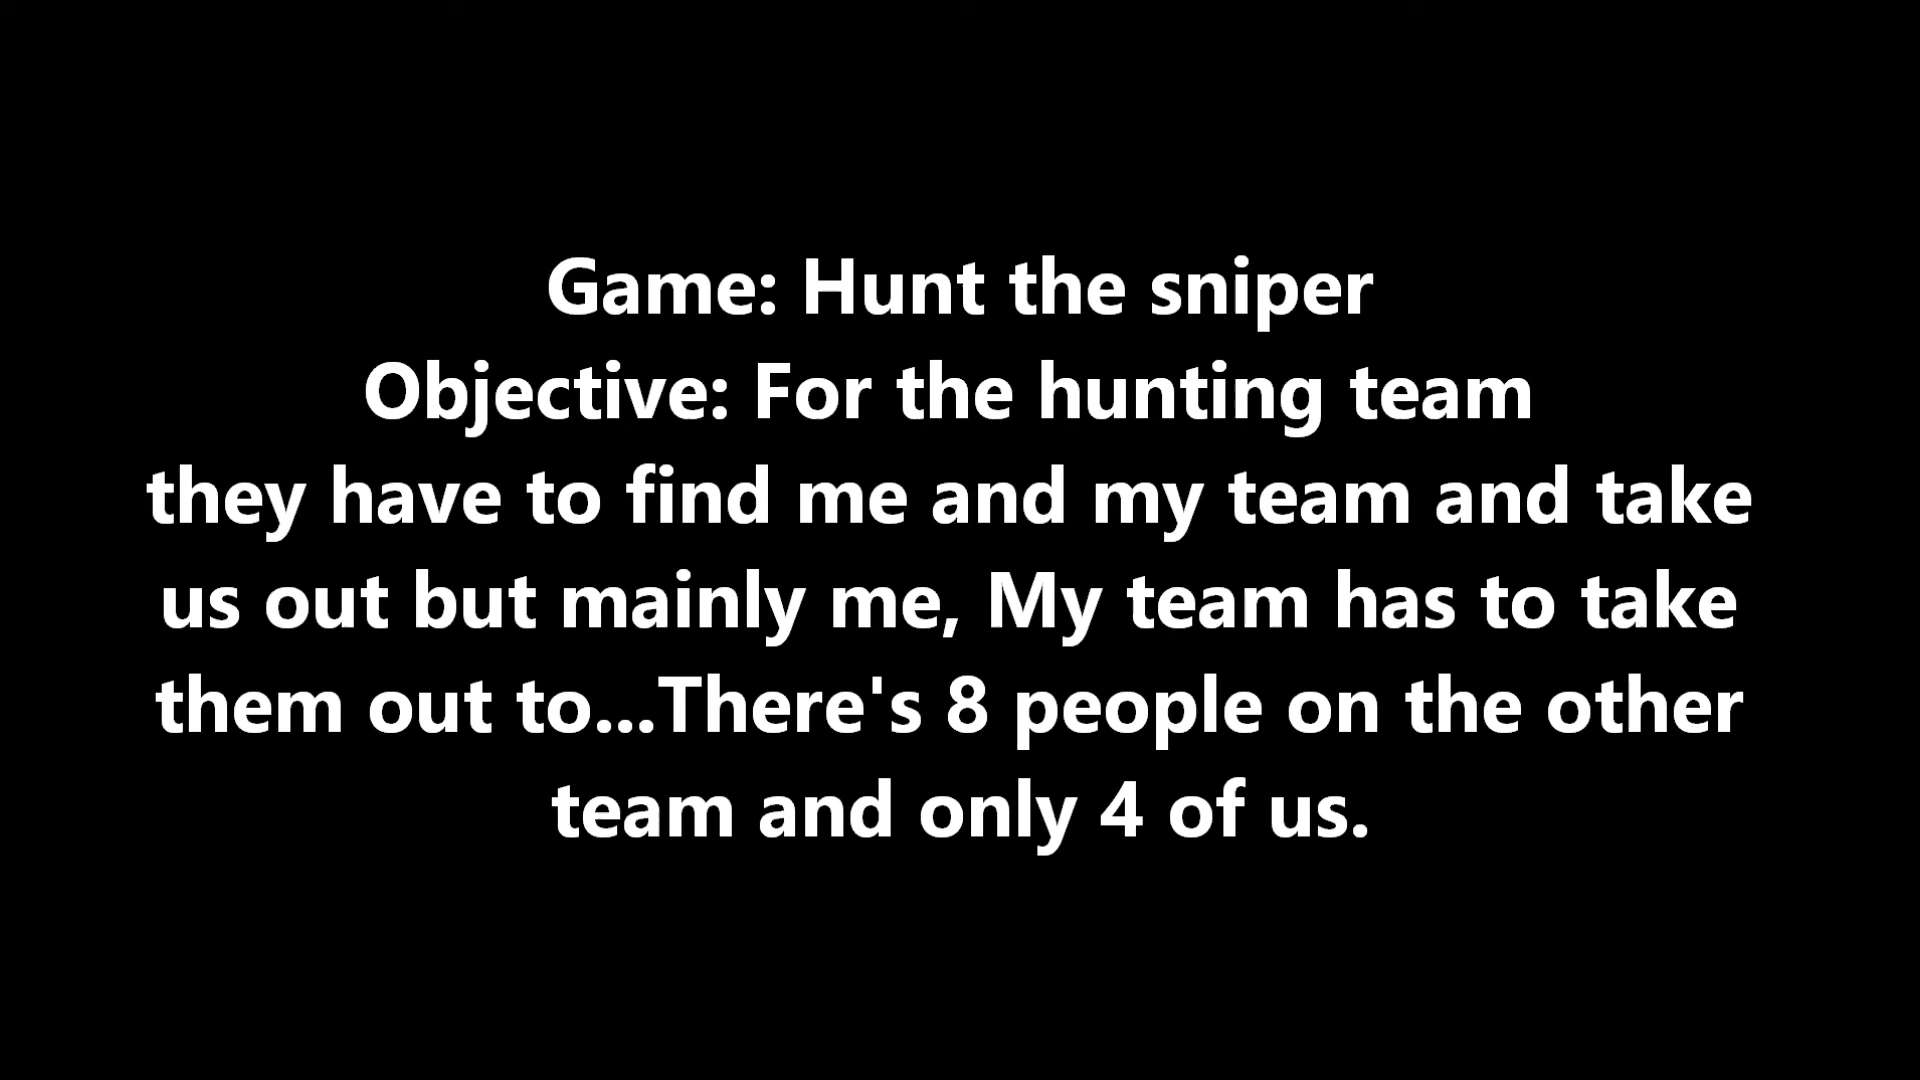 Game: Hunt the sniper
Objective: For the hunting team
they have to find me and my team and take
us out but mainly me, My team has to take
them out to...There's 8 people on the other
team and only 4 of us.